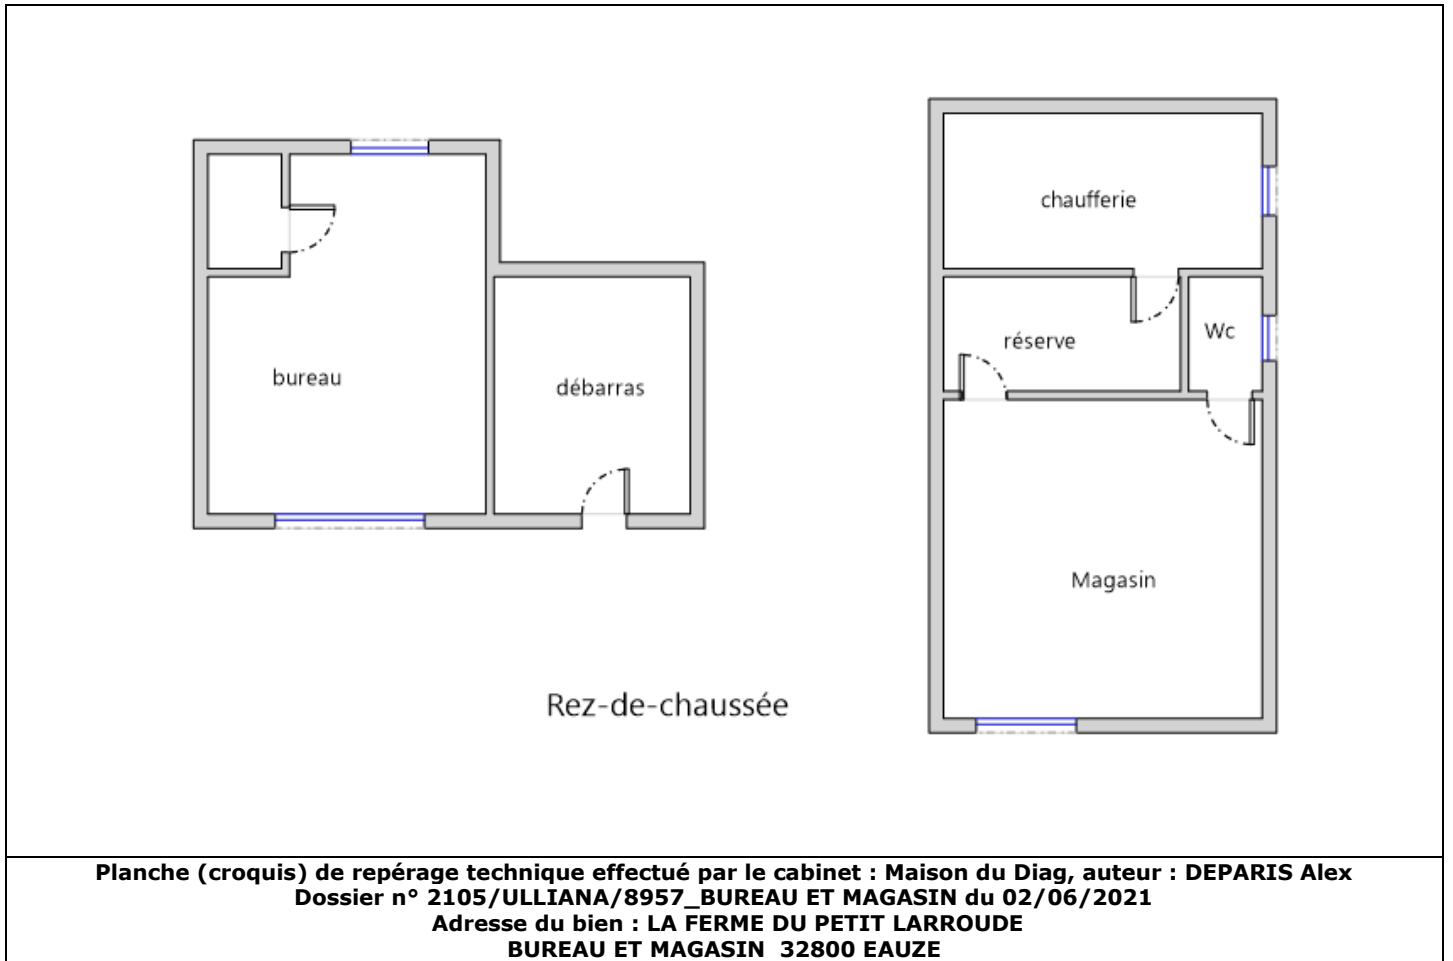 chaufferie
réserve
Wc
bureau
débarras
Magasin
Rez-de-chaussée
Planche (croquis) de repérage technique effectué par le cabinet : Maison du Diag, auteur : DEPARIS Alex
Dossier n° 2105/ULLIANA/8957_BUREAU ET MAGASIN du 02/06/2021
Adresse du bien : LA FERME DU PETIT LARROUDE
BUREAU ET MAGASIN 32800 EAUZE